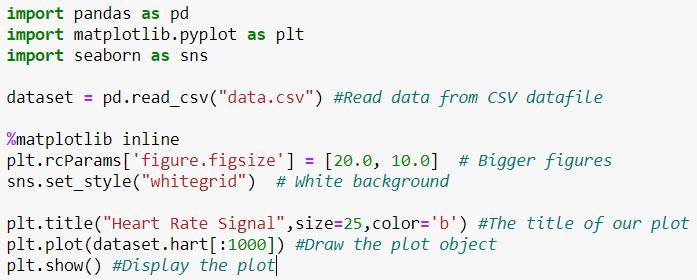 import pandas as pd
import matplotlib.pyplot as plt
import seaborn as sns
dataset = pd.read_csv("data.csv") #Read data from CSV datafile
%matplotlib inline
plt.rcParams['figure.figsize'] = [20.0, 10.0]  # Bigger figures
sns.set_style("whitegrid")  # White background
plt.title("Heart Rate Signal",size=25,color='b') #The title of our plot
plt.plot(dataset.hart[:1000]) #Draw the plot object
plt.show() #Display the plot